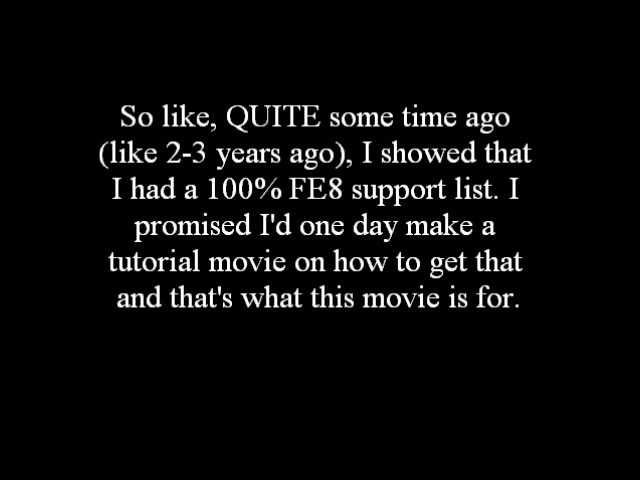 So like, QUITE some time ago
(like 2-3 years ago), I showed that
I had a 100% FE8 support list. I
promised I'd one day make a
tutorial movie on how to get that
and that's what this movie is for.